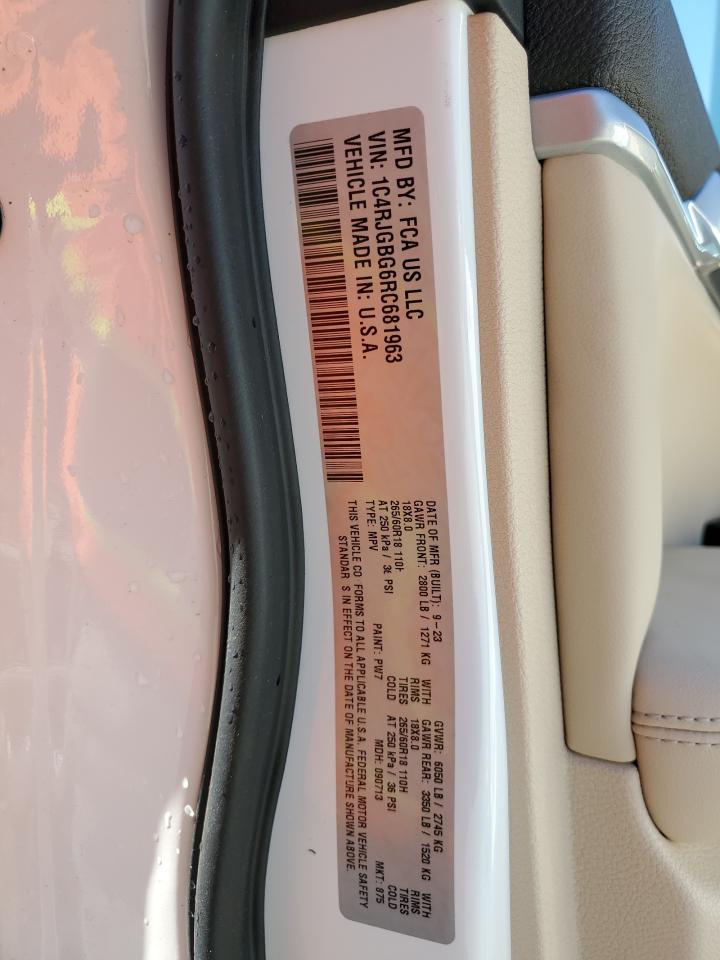 MFD BY: FCA US LLC
VIN: 1C4RJGBG6RC681963
VEHICLE MADE IN: U.S.A.
DATE OF MFR (BUILT): 9-23 GVWR: 6050 LB / 2745 KG
GAWR FRONT: 2800 LB / 1271 KG WITH GAWR REAR: 3350 LB / 1520 KG WITH
18X8.0 RIMS 18X8.0 RIMS
265/60R18 TIRES 265/60R18 110H TIRES
AT 250 kPa / PSI COLD AT 250 kPa / 36 PSI COLD
TYPE: MPV PAINT: PW7 MDH: 090713 MKT: 875
THIS VEHICLE CO FORMS TO ALL APPLICABLE U.S.A. FEDERAL MOTOR VEHICLE SAFETY
STANDAR S IN EFFECT ON THE DATE OF MANUFACTURE SHOWN ABOVE.